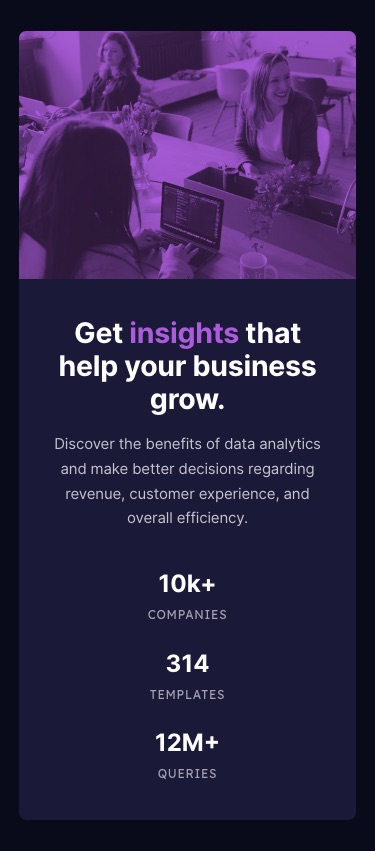 Get insights that
help your business
grow.
Discover the benefits of data analytics
and make better decisions regarding
revenue, customer experience, and
overall efficiency.
10k+
COMPANIES
314
TEMPLATES
12M+
QUERIES